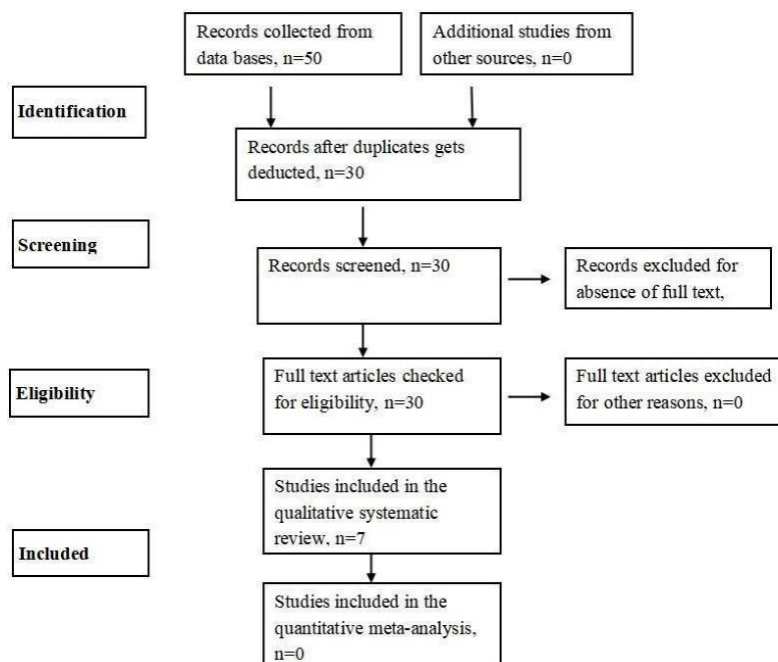 Records collected from
data bases, n=50
Additional studies from
other sources, n=0
Identification
Records after duplicates gets
deducted, n=30
Screening
Records screened, n=30
Records excluded for
absence of full text,
Eligibility
Full text articles checked
for eligibility, n=30
Full text articles excluded
for other reasons, n=0
Studies included in the
qualitative systematic
review, n=7
Included
Studies included in the
quantitative meta-analysis,
n=0